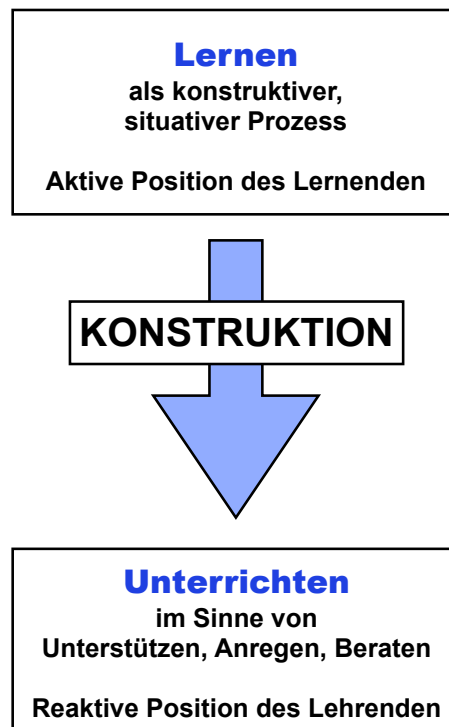 Lernen
als konstruktiver,
situativer Prozess
Aktive Position des Lernenden
KONSTRUKTION
Unterrichten
im Sinne von
Unterstützen, Anregen, Beraten
Reaktive Position des Lehrenden